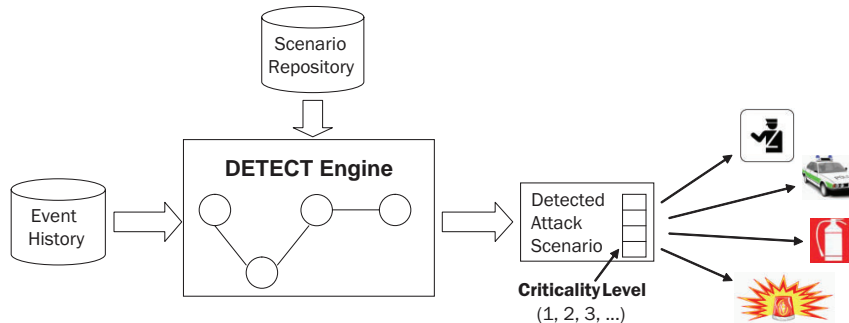 Scenario
Repository
DETECT Engine
Event
History
Detected
Attack
Scenario
Criticality Level
(1, 2, 3, ...)